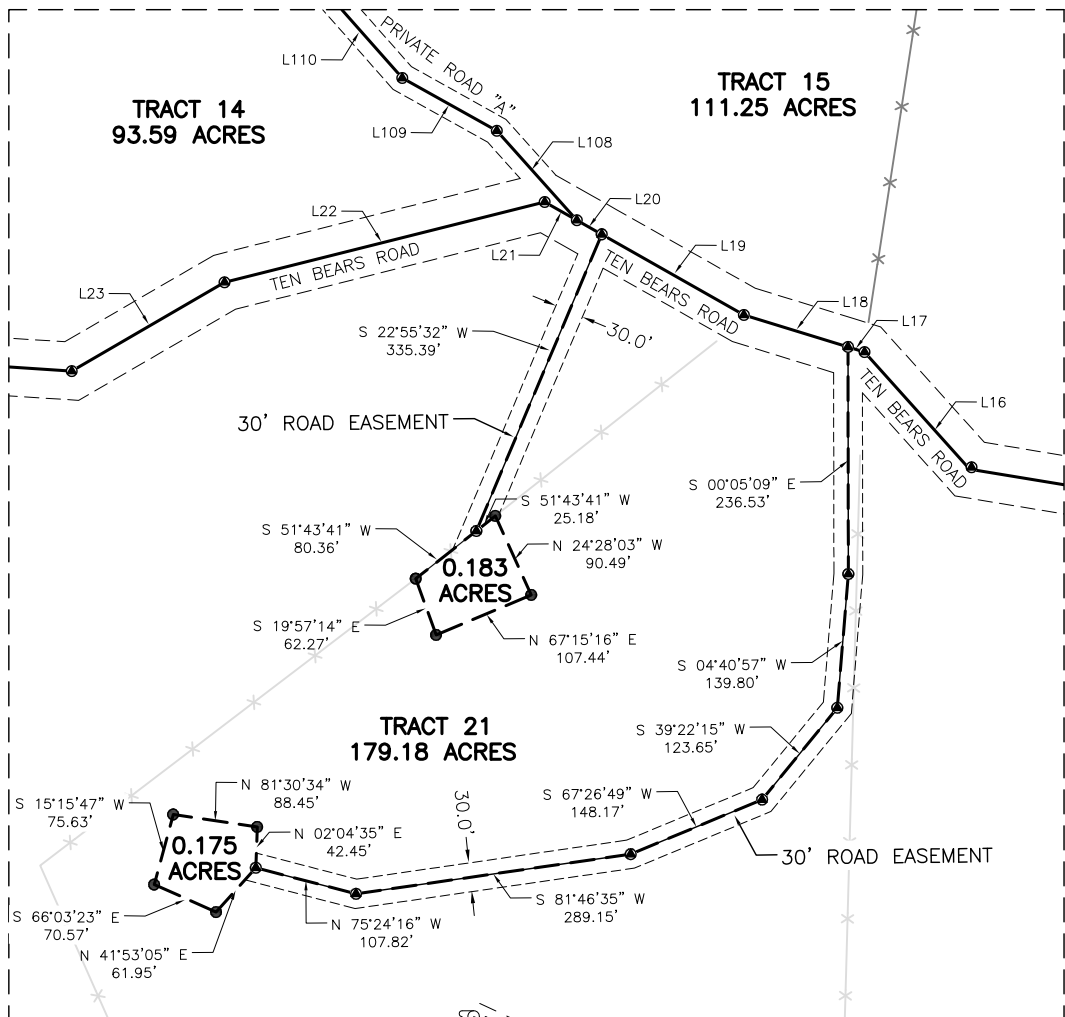 L110
PRIVATE ROAD "A"
TRACT 15
111.25 ACRES
TRACT 14
93.59 ACRES
L109
L108
L20
L22
L21
L19
TEN BEARS ROAD
TEN BEARS ROAD
L23
L18
L17
S 22°55'32" W
335.39'
30.0'
TEN BEARS ROAD
L16
30' ROAD EASEMENT
S 00°05'09" E
236.53'
S 51°43'41" W
25.18'
S 51°43'41" W
80.36'
N 24°28'03" W
90.49'
0.183
ACRES
S 19°57'14" E
62.27'
N 67°15'16" E
107.44'
S 04°40'57" W
139.80'
TRACT 21
179.18 ACRES
S 39°22'15" W
123.65'
N 81°30'34" W
88.45'
S 15°15'47" W
75.63'
S 67°26'49" W
148.17'
30.0'
N 02°04'35" E
42.45'
0.175
ACRES
30' ROAD EASEMENT
S 81°46'35" W
289.15'
S 66°03'23" E
70.57'
N 75°24'16" W
107.82'
N 41°53'05" E
61.95'